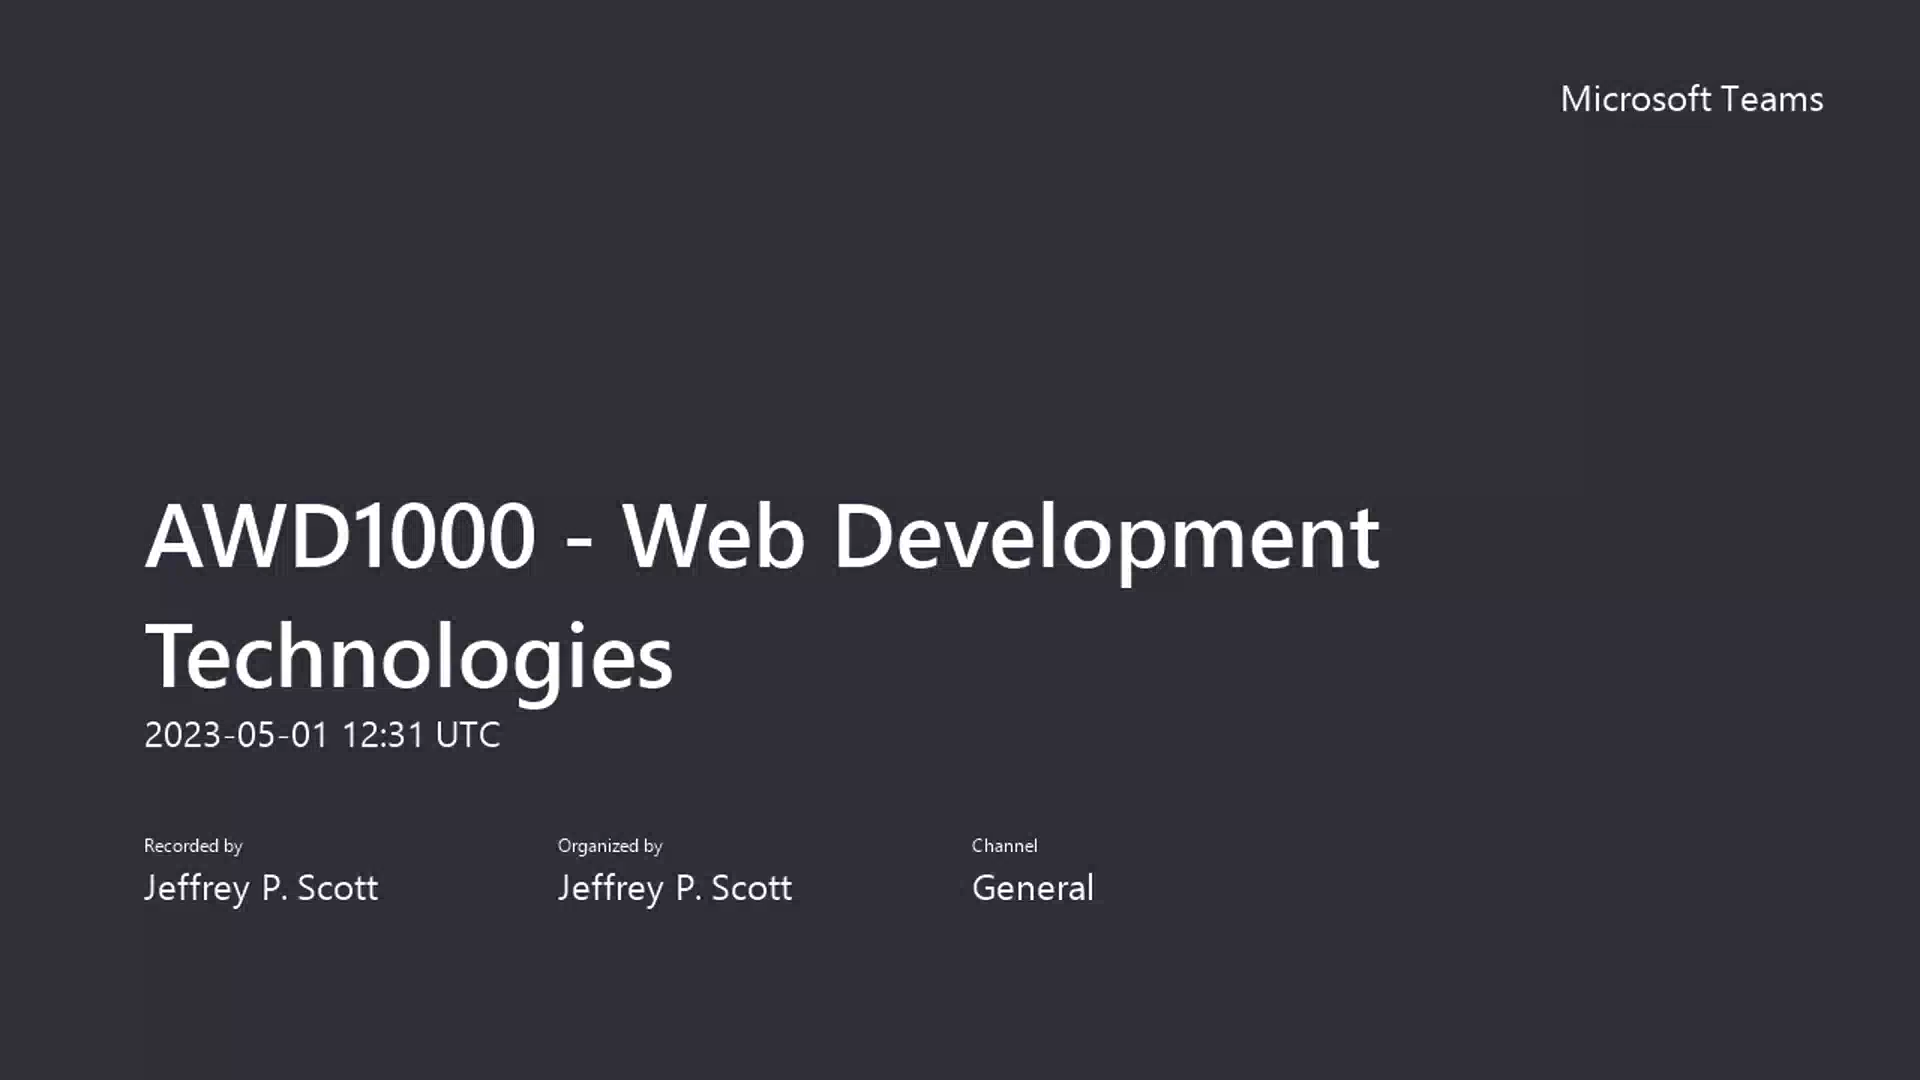 Microsoft Teams
AWD1000 - Web Development
Technologies
2023-05-01 12:31 UTC
Recorded by
Jeffrey P. Scott
Organized by
Jeffrey P. Scott
Channel
General